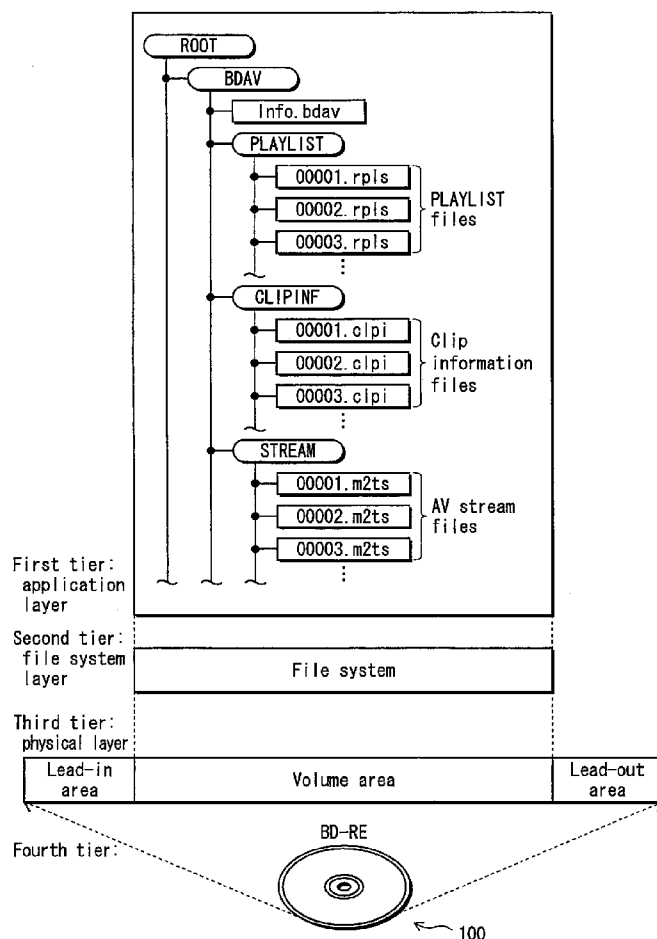 ROOT
BDAV
Info.bdav
PLAYLIST
00001.rpls
00002.rpls
00003.rpls
PLAYLIST
files
CLIPINF
00001.clpi
00002.clpi
00003.clpi
Clip
information
files
STREAM
00001.m2ts
00002.m2ts
00003.m2ts
AV stream
files
First tier:
application
layer
Second tier:
file system
layer
File system
Third tier:
physical layer
Lead-in
area
Volume area
Lead-out
area
Fourth tier:
BD-RE
100